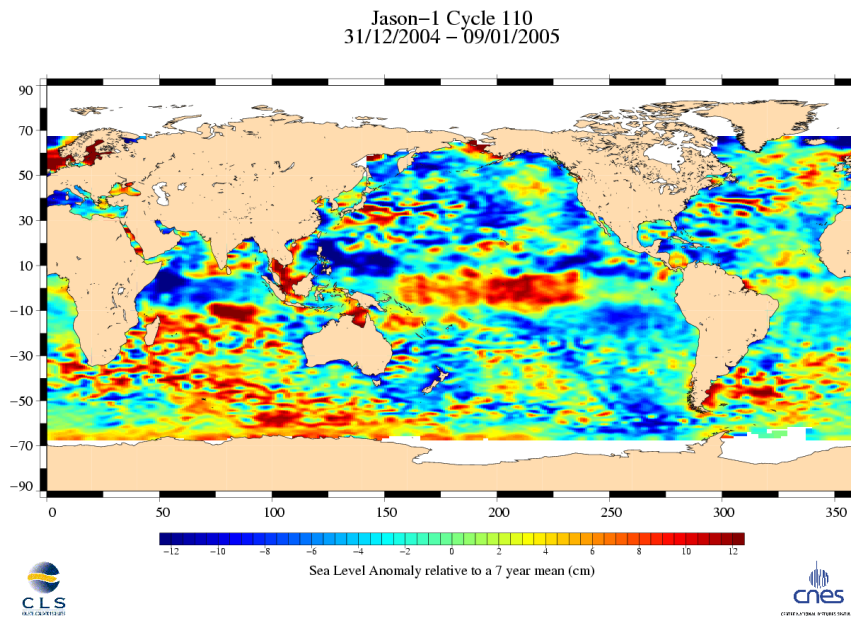 Jason−1 Cycle 110
31/12/2004 − 09/01/2005
90
70
50
30
10
−10
−30
−50
−70
−90
0 50 100 150 200 250 300 350
−12 −10 −8 −6 −4 −2 0 2 4 6 8 10 12
Sea Level Anomaly relative to a 7 year mean (cm)
CLS
cnes